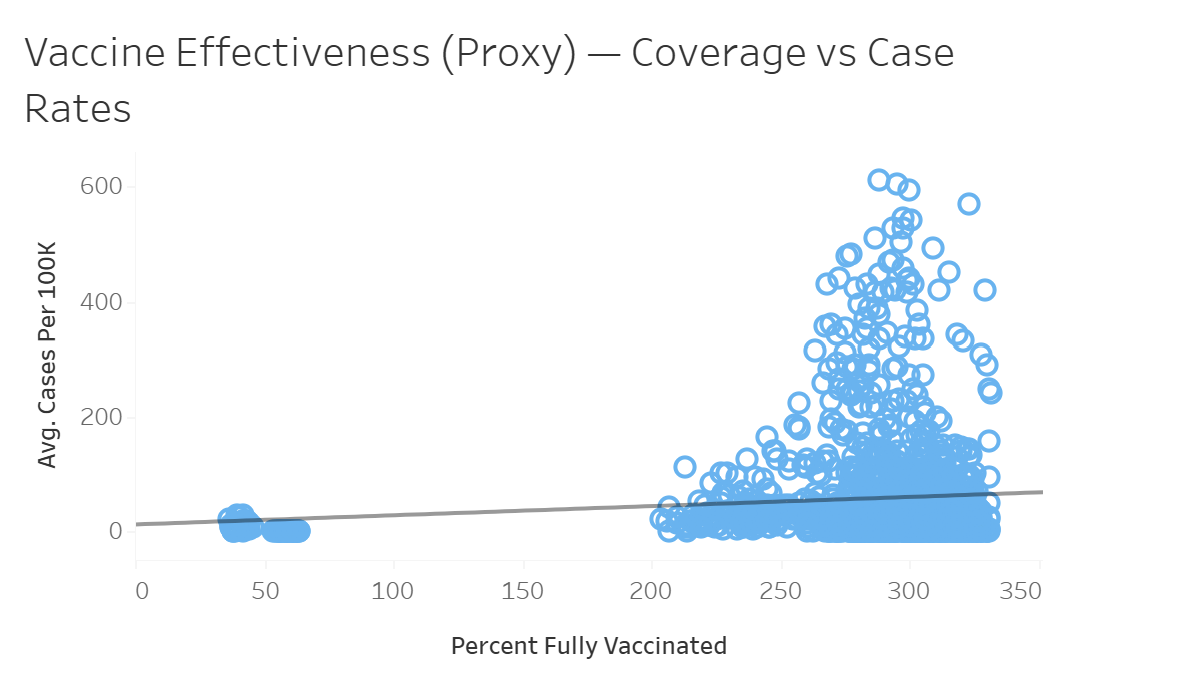 Vaccine Effectiveness (Proxy) — Coverage vs Case
Rates
Avg. Cases Per 100K
600
400
200
0
0 50 100 150 200 250 300 350
Percent Fully Vaccinated